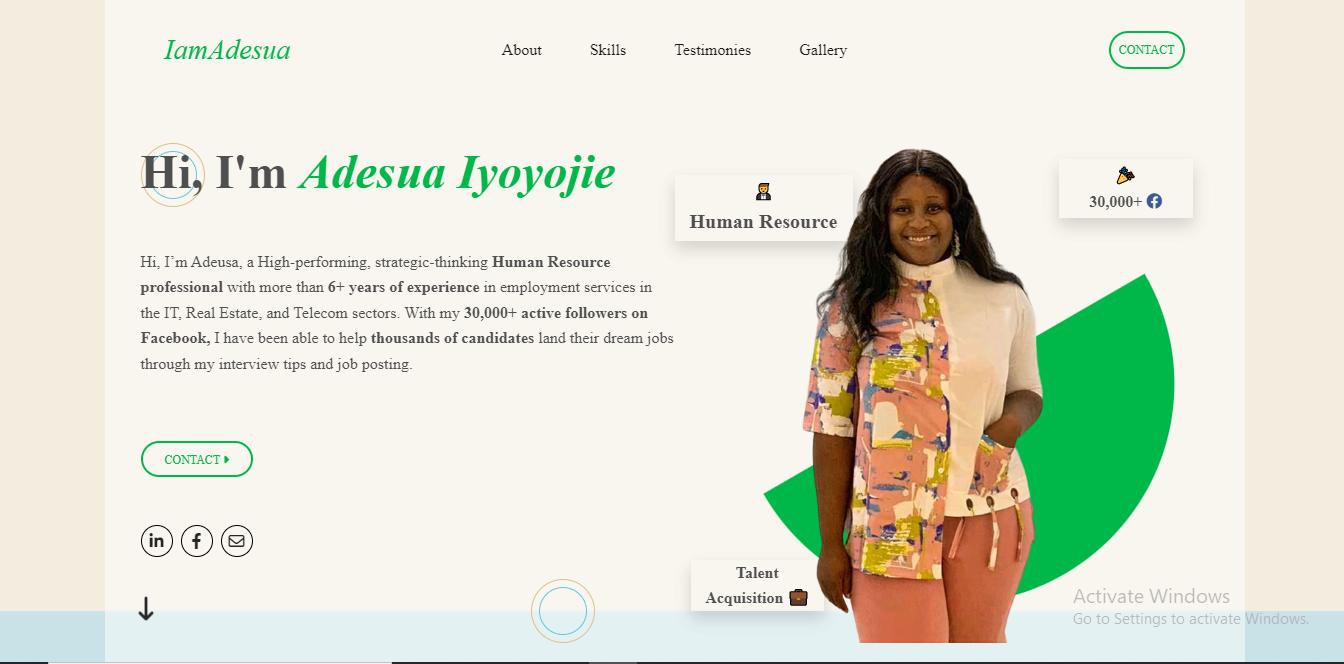 IamAdesua
About
Skills
Testimonies
Gallery
CONTACT
Hi, I'm Adesua Iyoyojie
Hi, I’m Adeusa, a High-performing, strategic-thinking Human Resource
professional with more than 6+ years of experience in employment services in
the IT, Real Estate, and Telecom sectors. With my 30,000+ active followers on
Facebook, I have been able to help thousands of candidates land their dream jobs
through my interview tips and job posting.
CONTACT
in
Human Resource
30,000+
Talent
Acquisition
Activate Windows
Go to Settings to activate Windows.